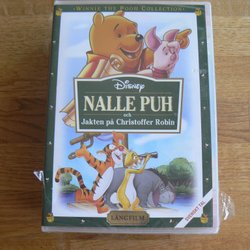 WINNIE THE POOH COLLECTION
DISNEY
NALLE PUH
och
Jakten på Christoffer Robin
LÅNGFILM